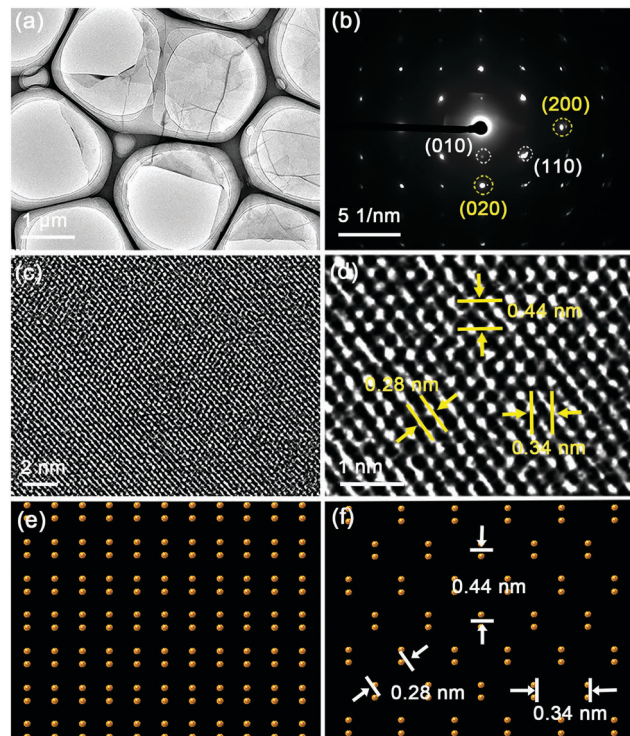 (a)
1 μm
(b)
(200)
(010)
(110)
(020)
5 1/nm
(c)
2 nm
(d)
0.44 nm
0.28 nm
0.34 nm
1 nm
(e)
(f)
0.44 nm
0.28 nm
0.34 nm